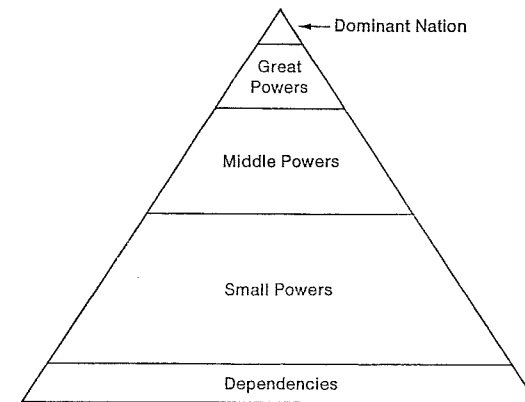 Dominant Nation
Great
Powers
Middle Powers
Small Powers
Dependencies